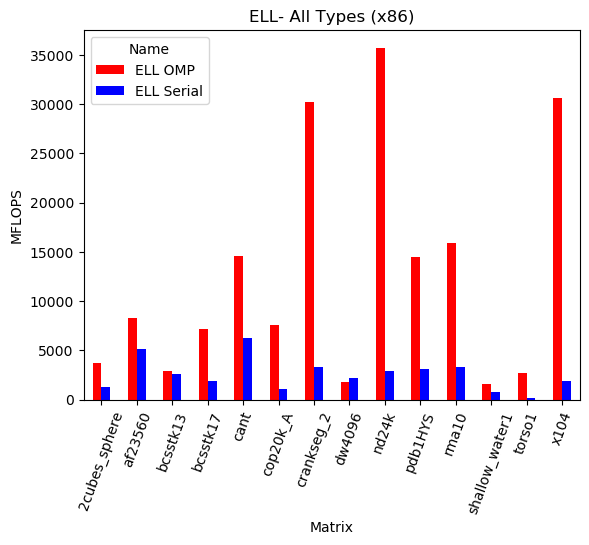 ELL- All Types (x86)
Name
ELL OMP
ELL Serial
MFLOPS
35000
30000
25000
20000
15000
10000
5000
0
2cubes_sphere
af23560
bcsstk13
bcsstk17
cant
cop20k_A
crankseg_2
dw4096
nd24k
pdb1HYS
rma10
shallow_water1
torso1
x104
Matrix